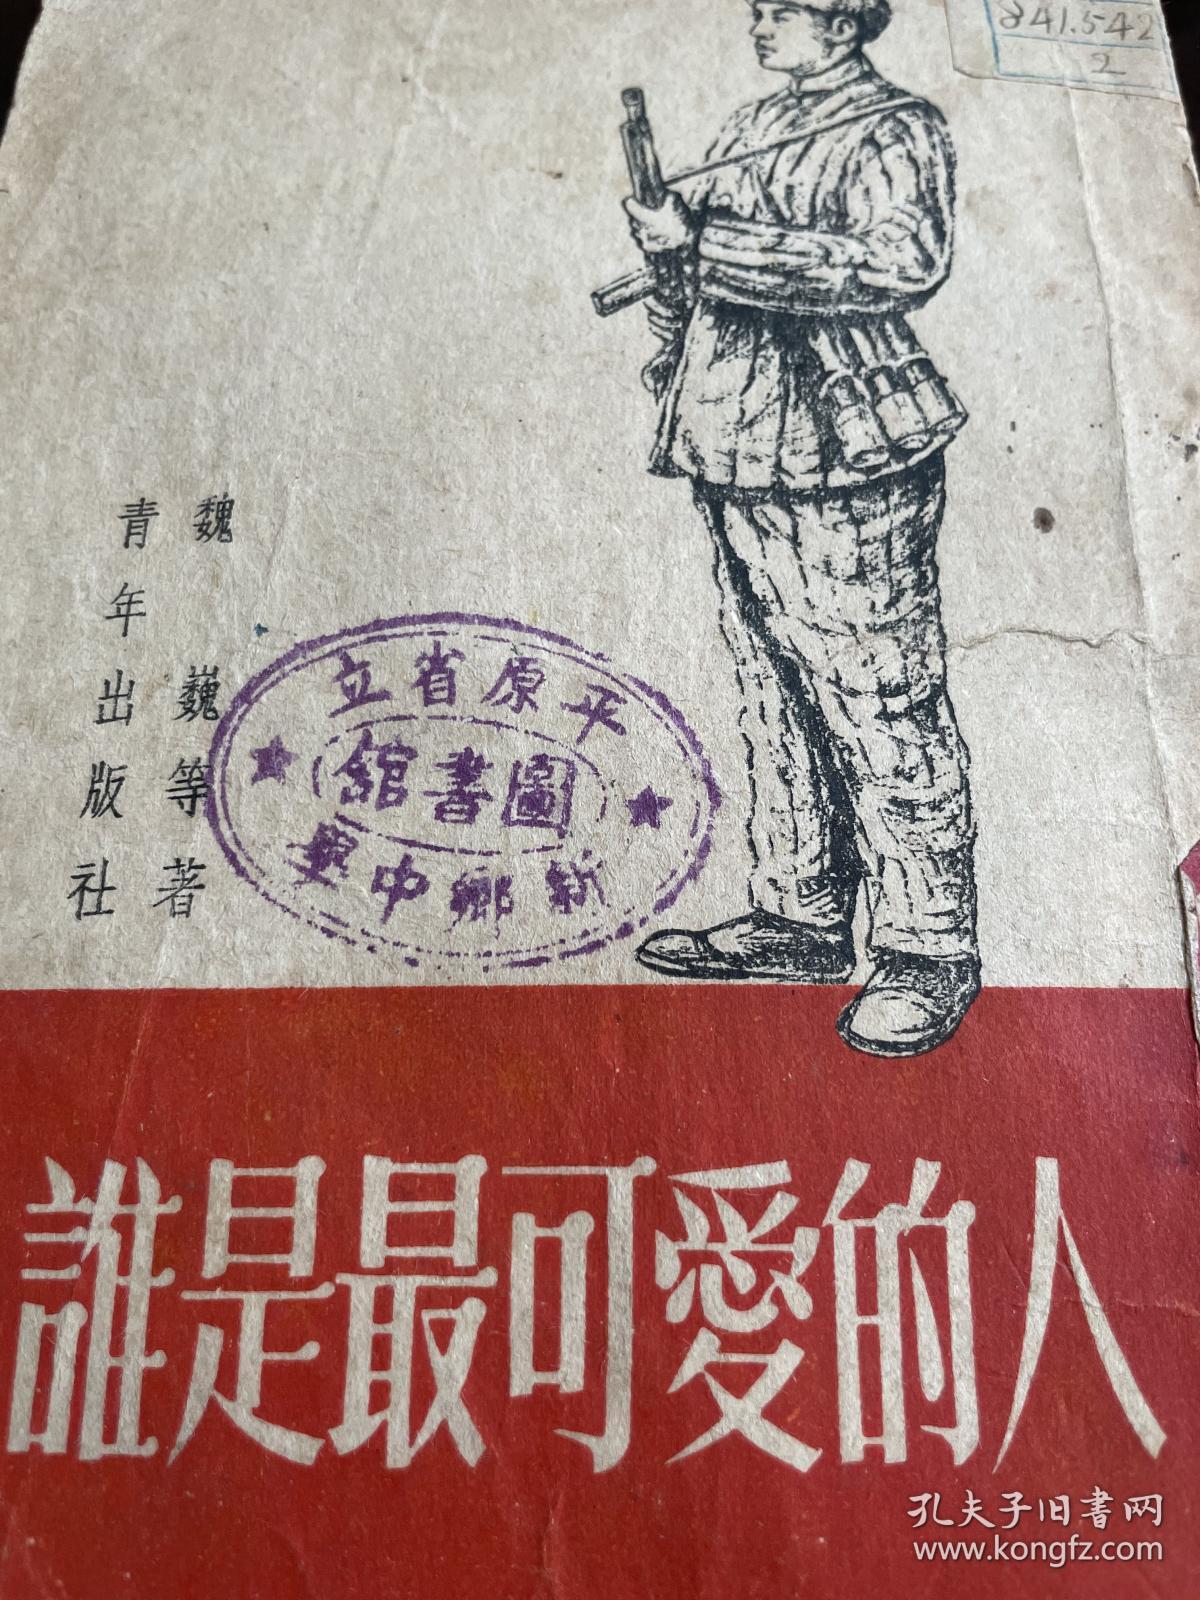 841.542
2
魏巍等著
青年出版社
平原省立
圖書館
新鄉中學
誰是最可愛的人
孔夫子旧书网
www.kongfz.com